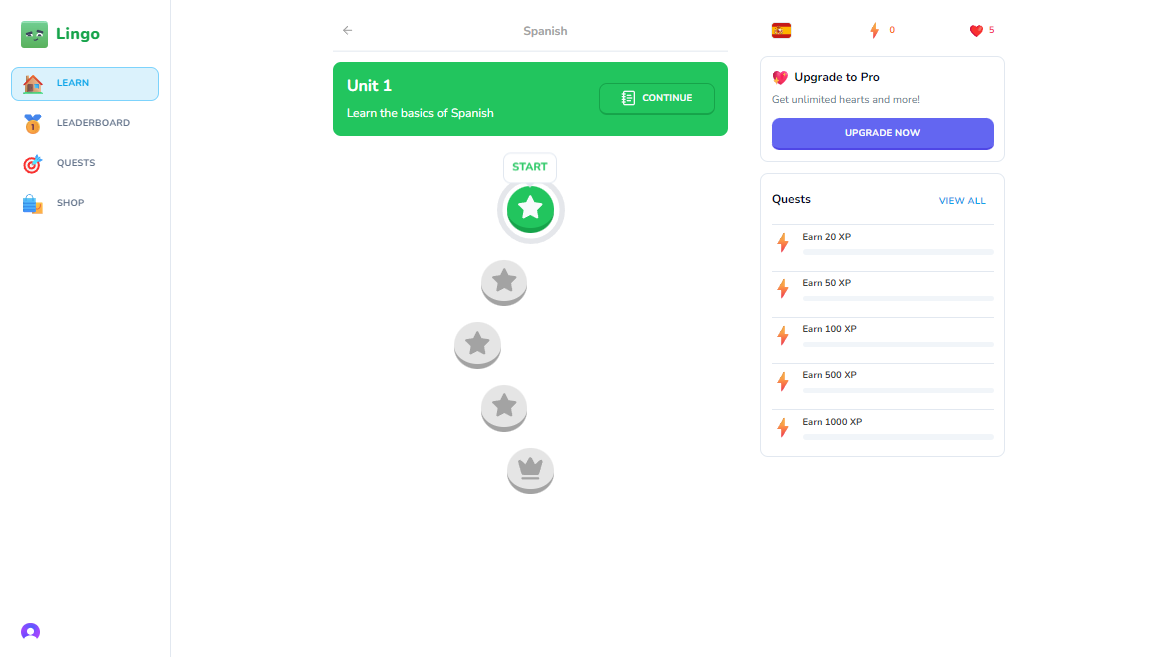 Lingo
LEARN
LEADERBOARD
1
QUESTS
SHOP
Spanish
Unit 1
Learn the basics of Spanish
CONTINUE
START
0
5
Upgrade to Pro
Get unlimited hearts and more!
UPGRADE NOW
Quests
VIEW ALL
Earn 20 XP
Earn 50 XP
Earn 100 XP
Earn 500 XP
Earn 1000 XP